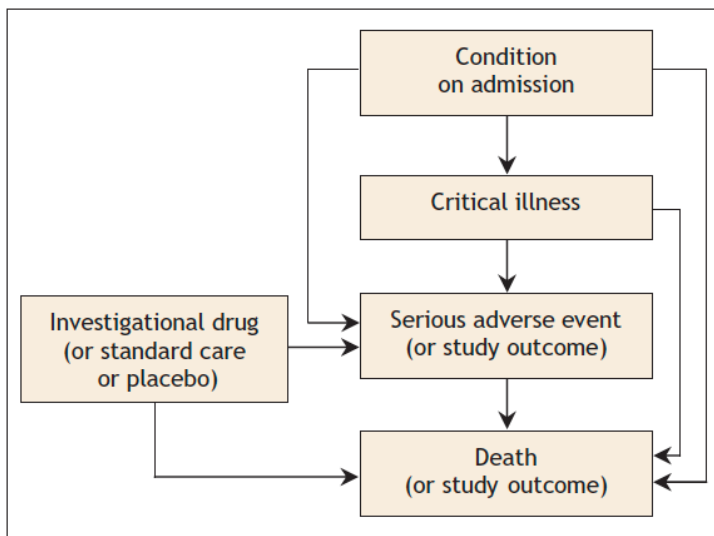 Condition
on admission
Critical illness
Investigational drug
(or standard care
or placebo)
Serious adverse event
(or study outcome)
Death
(or study outcome)